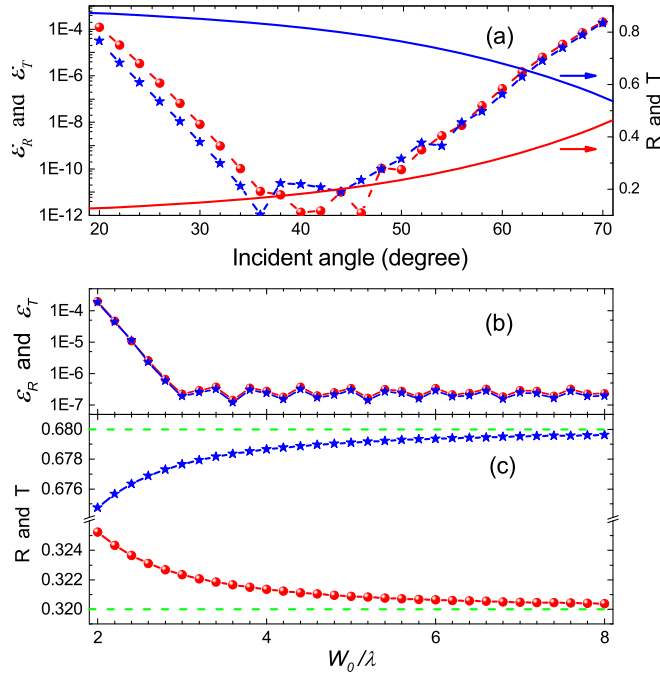 (a)
1E-4
1E-6
1E-8
1E-10
1E-12
ε_R and ε_T
0.8
0.6
0.4
0.2
R and T
20 30 40 50 60 70
Incident angle (degree)
(b)
1E-4
1E-5
1E-6
1E-7
ε_R and ε_T
(c)
0.680
0.678
0.676
0.324
0.322
0.320
R and T
2 4 6 8
W_0/λ